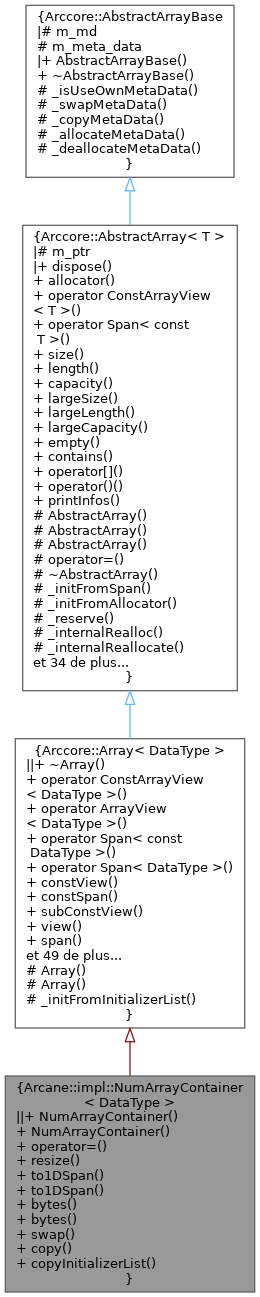 {Arccore::AbstractArrayBase
|# m_md
# m_meta_data
|+ AbstractArrayBase()
+ ~AbstractArrayBase()
# _isUseOwnMetaData()
# _swapMetaData()
# _copyMetaData()
# _allocateMetaData()
# _deallocateMetaData()
}
{Arccore::AbstractArray< T >
|# m_ptr
|+ dispose()
+ allocator()
+ operator ConstArrayView
< T >()
+ operator Span< const
T >()
+ size()
+ length()
+ capacity()
+ largeSize()
+ largeLength()
+ largeCapacity()
+ empty()
+ contains()
+ operator[]()
+ operator()()
+ printInfos()
# AbstractArray()
# AbstractArray()
# AbstractArray()
# operator=()
# ~AbstractArray()
# _initFromSpan()
# _initFromAllocator()
# _reserve()
# _internalRealloc()
# _internalReallocate()
et 34 de plus...
}
{Arccore::Array< DataType >
||+ ~Array()
+ operator ConstArrayView
< DataType >()
+ operator ArrayView
< DataType >()
+ operator Span< const
DataType >()
+ operator Span< DataType >()
+ constView()
+ constSpan()
+ subConstView()
+ view()
+ span()
et 49 de plus...
# Array()
# Array()
# _initFromInitializerList()
}
{Arcane::impl::NumArrayContainer
< DataType >
||+ NumArrayContainer()
+ NumArrayContainer()
+ operator=()
+ resize()
+ to1DSpan()
+ to1DSpan()
+ bytes()
+ bytes()
+ swap()
+ copy()
+ copyInitializerList()
}